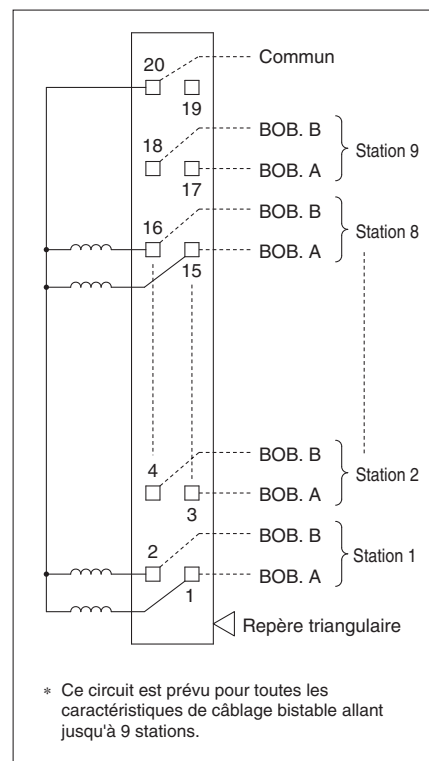 20 Commun
19
18 BOB. B
Station 9
17 BOB. A
16 BOB. B
Station 8
15 BOB. A
4 BOB. B
Station 2
3 BOB. A
2 BOB. B
Station 1
1 BOB. A
Repère triangulaire
* Ce circuit est prévu pour toutes les
caractéristiques de câblage bistable allant
jusqu'à 9 stations.